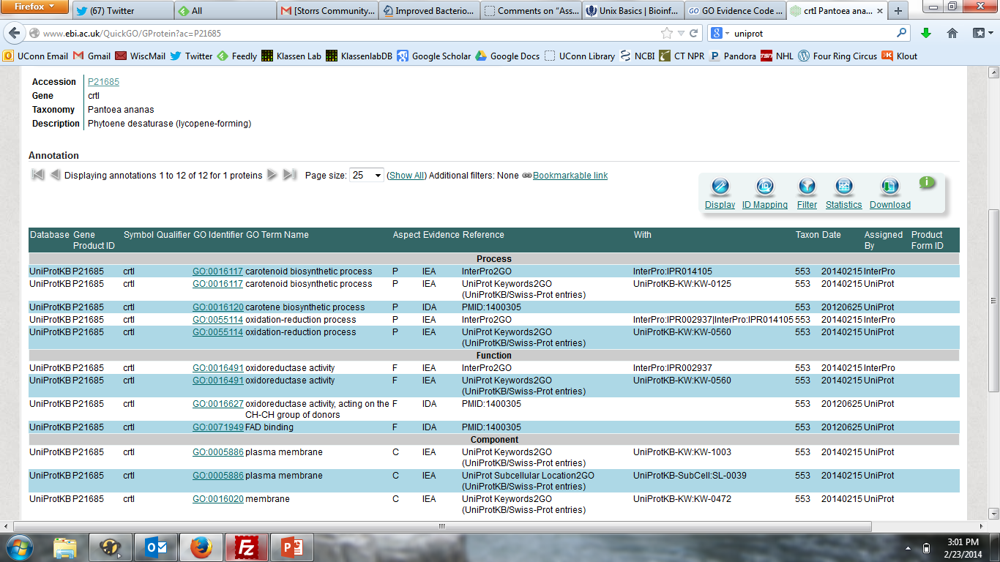 Firefox
(67) Twitter
All
[Storrs Community...
Improved Bacterio...
Comments on “Ass...
Unix Basics | Bioinf...
GO Evidence Code ...
crtI Pantoea ana...
www.ebi.ac.uk/QuickGO/GProtein?ac=P21685
uniprot
UConn Email Gmail WiscMail Twitter Feedly Klassen Lab KlassenlabDB Google Scholar Google Docs UConn Library NCBI CT NPR Pandora NHL Four Ring Circus Klout
Accession P21685
Gene crtI
Taxonomy Pantoea ananas
Description Phytoene desaturase (lycopene-forming)
Annotation
Displaying annotations 1 to 12 of 12 for 1 proteins Page size: 25 (Show All) Additional filters: None Bookmarkable link
Display ID Mapping Filter Statistics Download
Database Gene Symbol Qualifier GO Identifier GO Term Name Aspect Evidence Reference With Taxon Date Assigned Product
Product ID By Form ID
Process
UniProtKB P21685 crtI GO:0016117 carotenoid biosynthetic process P IEA InterPro2GO InterPro:IPR014105 553 20140215 InterPro
UniProtKB P21685 crtI GO:0016117 carotenoid biosynthetic process P IEA UniProt Keywords2GO UniProtKB-KW:KW-0125 553 20140215 UniProt
(UniProtKB/Swiss-Prot entries)
UniProtKB P21685 crtI GO:0016120 carotene biosynthetic process P IDA PMID:1400305 553 20120625 UniProt
UniProtKB P21685 crtI GO:0055114 oxidation-reduction process P IEA InterPro2GO InterPro:IPR002937|InterPro:IPR014105 553 20140215 InterPro
UniProtKB P21685 crtI GO:0055114 oxidation-reduction process P IEA UniProt Keywords2GO UniProtKB-KW:KW-0560 553 20140215 UniProt
(UniProtKB/Swiss-Prot entries)
Function
UniProtKB P21685 crtI GO:0016491 oxidoreductase activity F IEA InterPro2GO InterPro:IPR002937 553 20140215 InterPro
UniProtKB P21685 crtI GO:0016491 oxidoreductase activity F IEA UniProt Keywords2GO UniProtKB-KW:KW-0560 553 20140215 UniProt
(UniProtKB/Swiss-Prot entries)
UniProtKB P21685 crtI GO:0016627 oxidoreductase activity, acting on the F IDA PMID:1400305 553 20120625 UniProt
CH-CH group of donors
UniProtKB P21685 crtI GO:0071949 FAD binding F IDA PMID:1400305 553 20120625 UniProt
Component
UniProtKB P21685 crtI GO:0005886 plasma membrane C IEA UniProt Keywords2GO UniProtKB-KW:KW-1003 553 20140215 UniProt
(UniProtKB/Swiss-Prot entries)
UniProtKB P21685 crtI GO:0005886 plasma membrane C IEA UniProt Subcellular Location2GO UniProtKB-SubCell:SL-0039 553 20140215 UniProt
(UniProtKB/Swiss-Prot entries)
UniProtKB P21685 crtI GO:0016020 membrane C IEA UniProt Keywords2GO UniProtKB-KW:KW-0472 553 20140215 UniProt
(UniProtKB/Swiss-Prot entries)
3:01 PM
2/23/2014